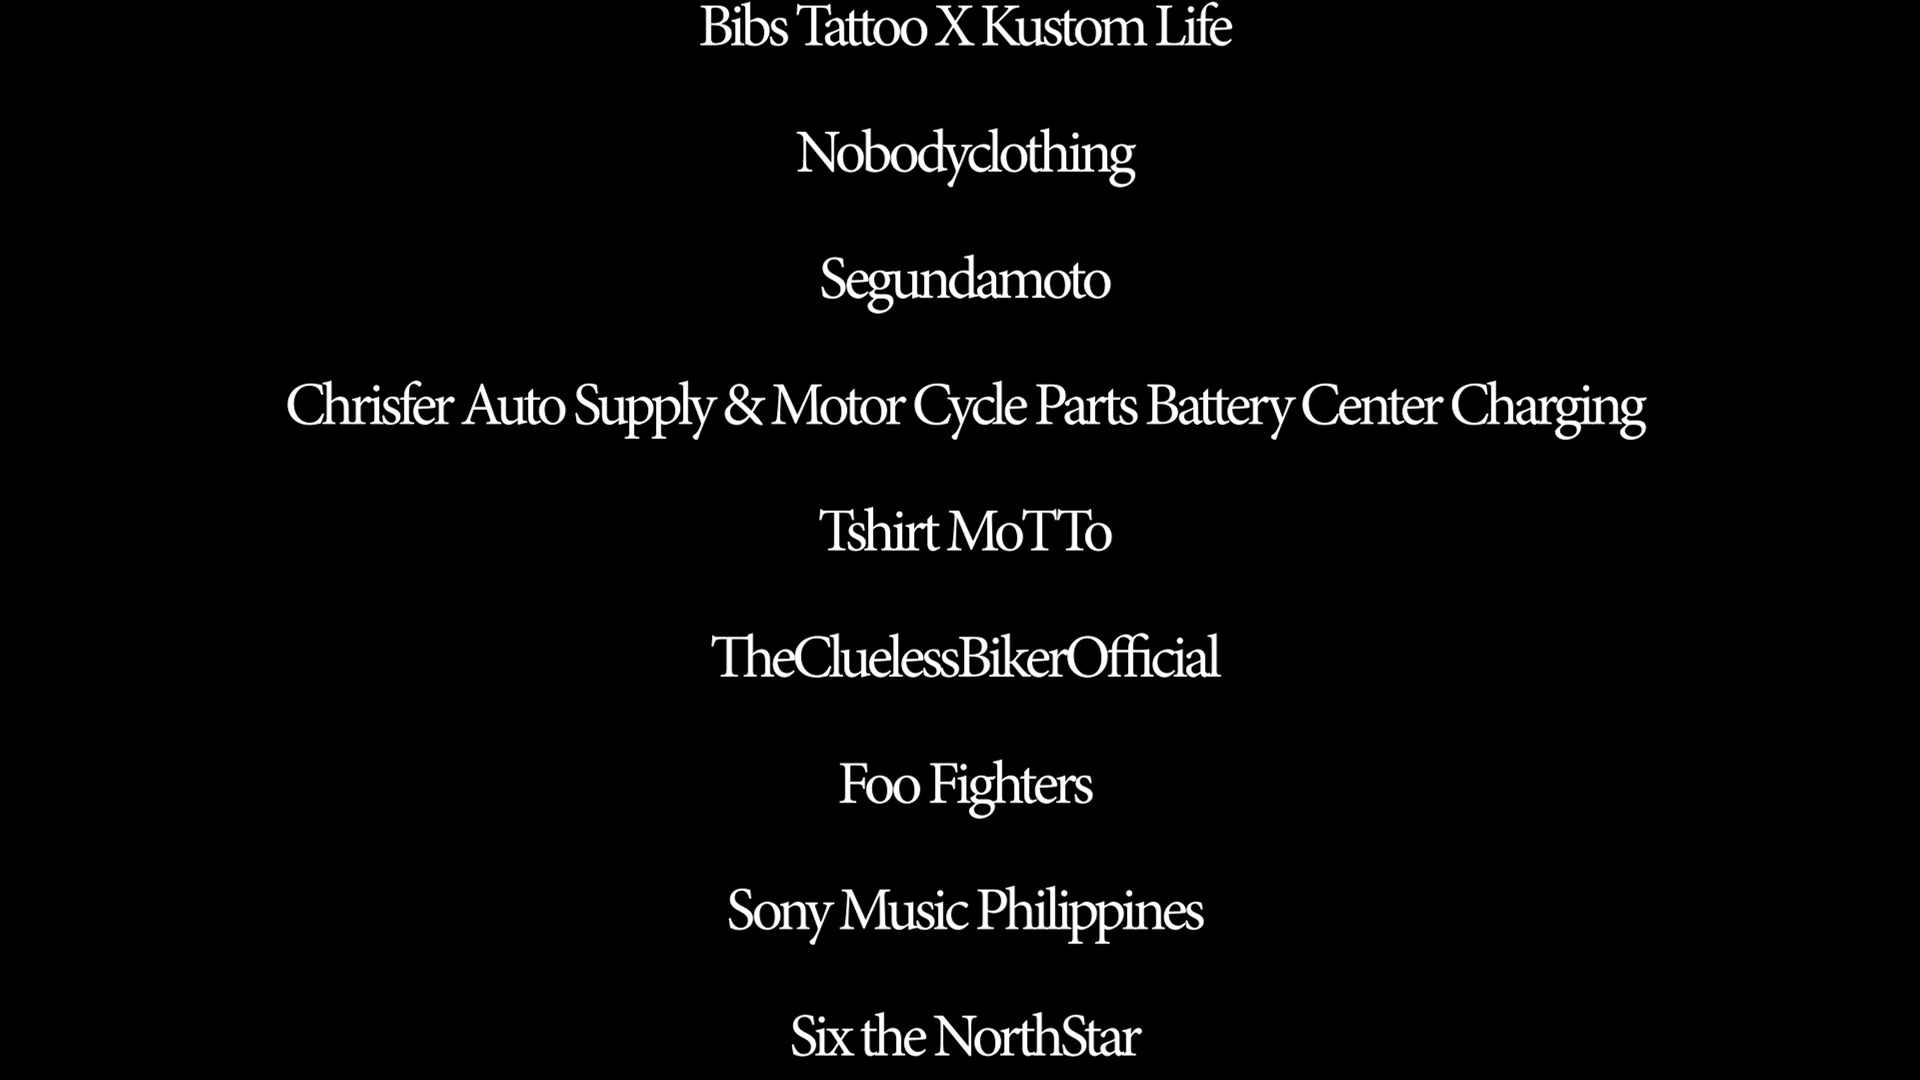 Bibs Tattoo X Kustom Life
Nobodyclothing
Segundamoto
Chrisfer Auto Supply & Motor Cycle Parts Battery Center Charging
Tshirt MoTTo
TheCluelessBikerOfficial
Foo Fighters
Sony Music Philippines
Six the NorthStar